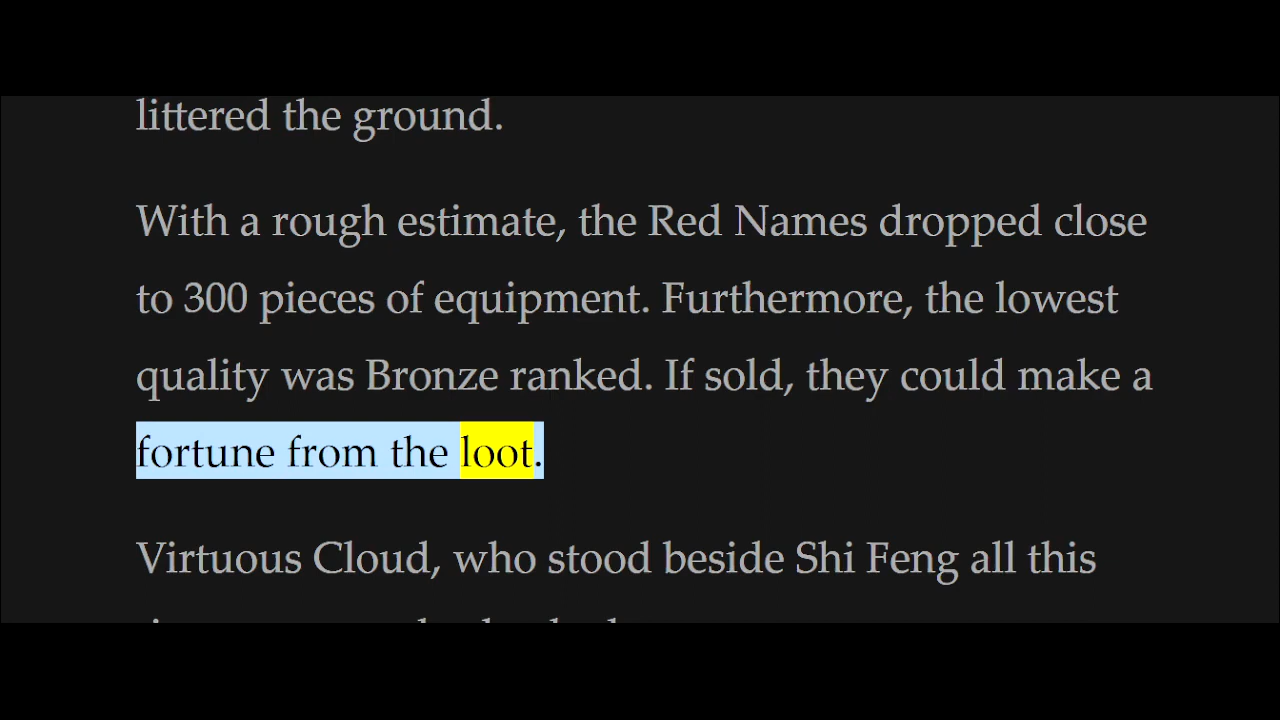 littered the ground.
With a rough estimate, the Red Names dropped close
to 300 pieces of equipment. Furthermore, the lowest
quality was Bronze ranked. If sold, they could make a
fortune from the loot.
Virtuous Cloud, who stood beside Shi Feng all this